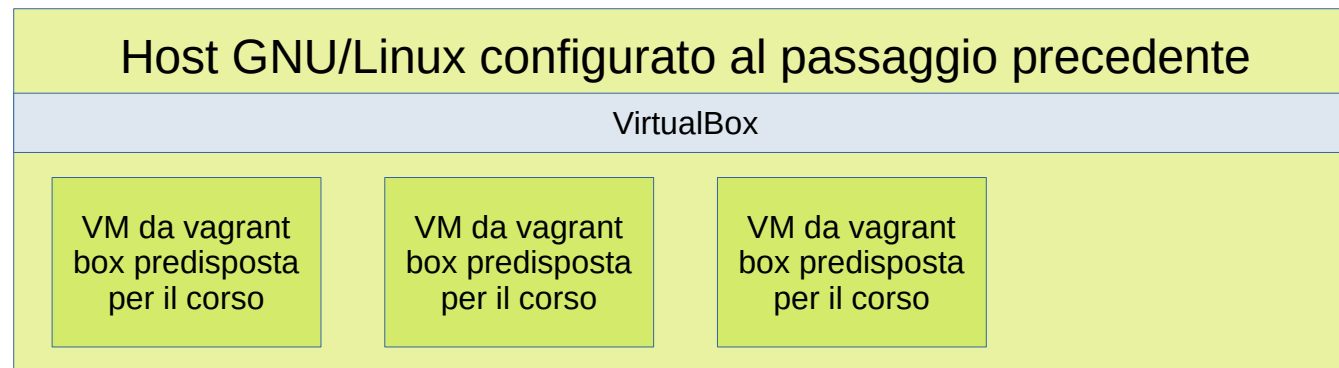 Host GNU/Linux configurato al passaggio precedente
VirtualBox
VM da vagrant
box predisposta
per il corso
VM da vagrant
box predisposta
per il corso
VM da vagrant
box predisposta
per il corso